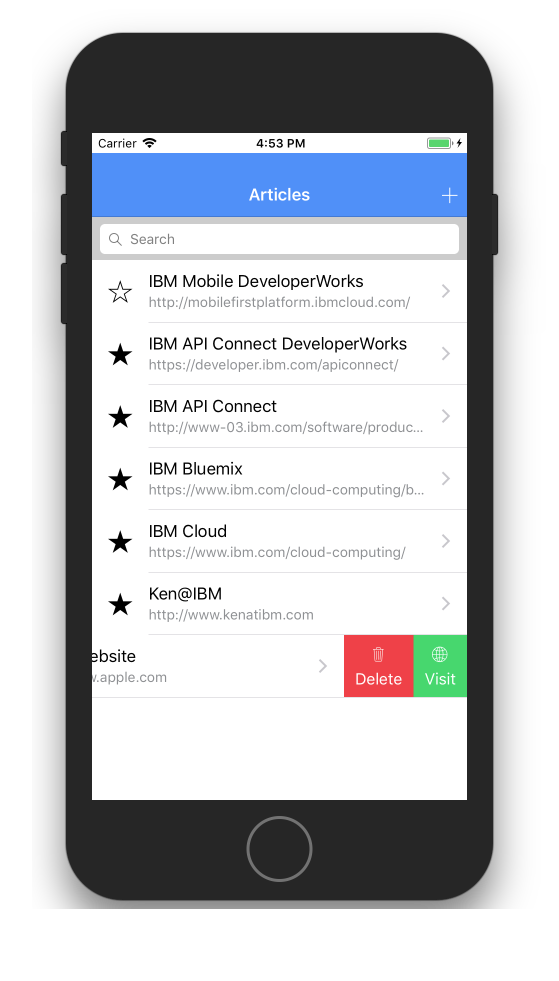 Carrier 4:53 PM
Articles
Search
IBM Mobile DeveloperWorks
http://mobilefirstplatform.ibmcloud.com/
IBM API Connect DeveloperWorks
https://developer.ibm.com/apiconnect/
IBM API Connect
http://www-03.ibm.com/software/produc...
IBM Bluemix
https://www.ibm.com/cloud-computing/b...
IBM Cloud
https://www.ibm.com/cloud-computing/
Ken@IBM
http://www.kenatibm.com
ebsite
w.apple.com
Delete Visit